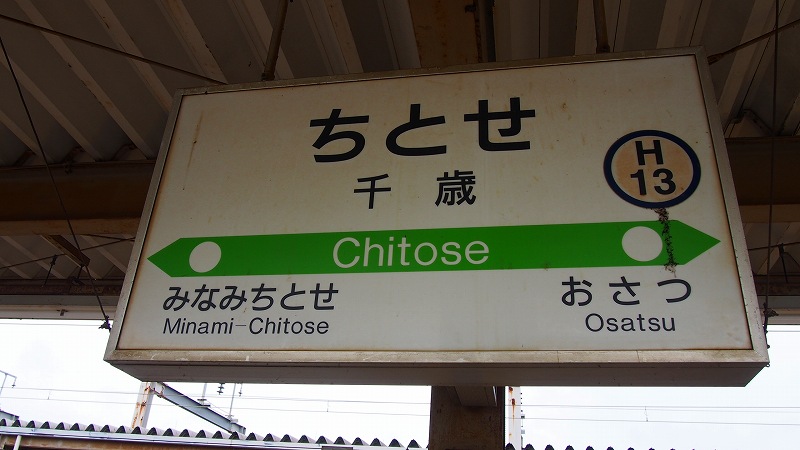 ちとせ
千歳
H
13
Chitose
みなみちとせ
Minami-Chitose
おさつ
Osatsu